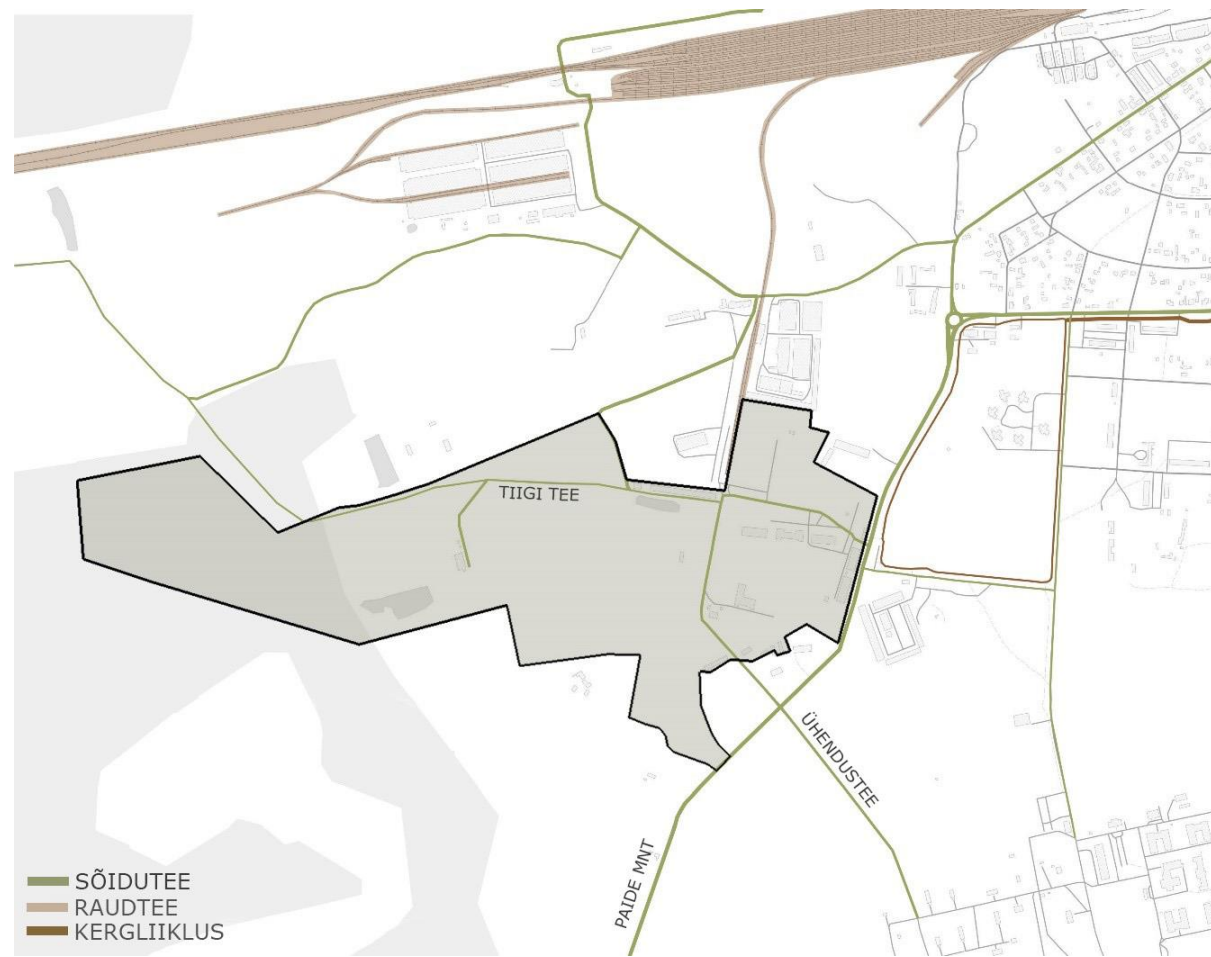 TIIGI TEE
ÜHENDUSTEE
PAIDE MNT
SÕIDUTEE
RAUDTEE
KERGLIIKLUS